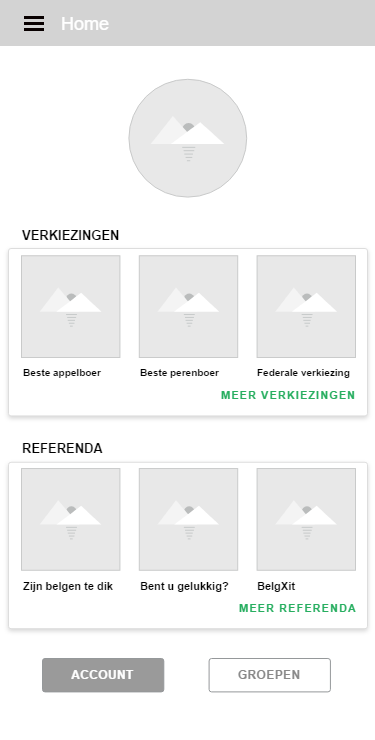 Home
VERKIEZINGEN
Beste appelboer Beste perenboer Federale verkiezing
MEER VERKIEZINGEN
REFERENDA
Zijn belgen te dik Bent u gelukkig? BelgXit
MEER REFERENDA
ACCOUNT GROEPEN